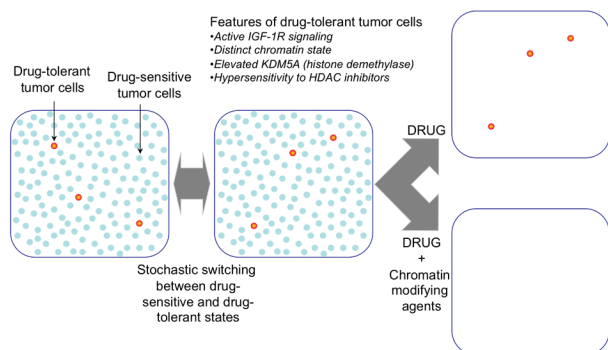 Features of drug-tolerant tumor cells
•Active IGF-1R signaling
•Distinct chromatin state
•Elevated KDM5A (histone demethylase)
•Hypersensitivity to HDAC inhibitors
Drug-tolerant
tumor cells
Drug-sensitive
tumor cells
Stochastic switching
between drug-
sensitive and drug-
tolerant states
DRUG
DRUG
+
Chromatin
modifying
agents